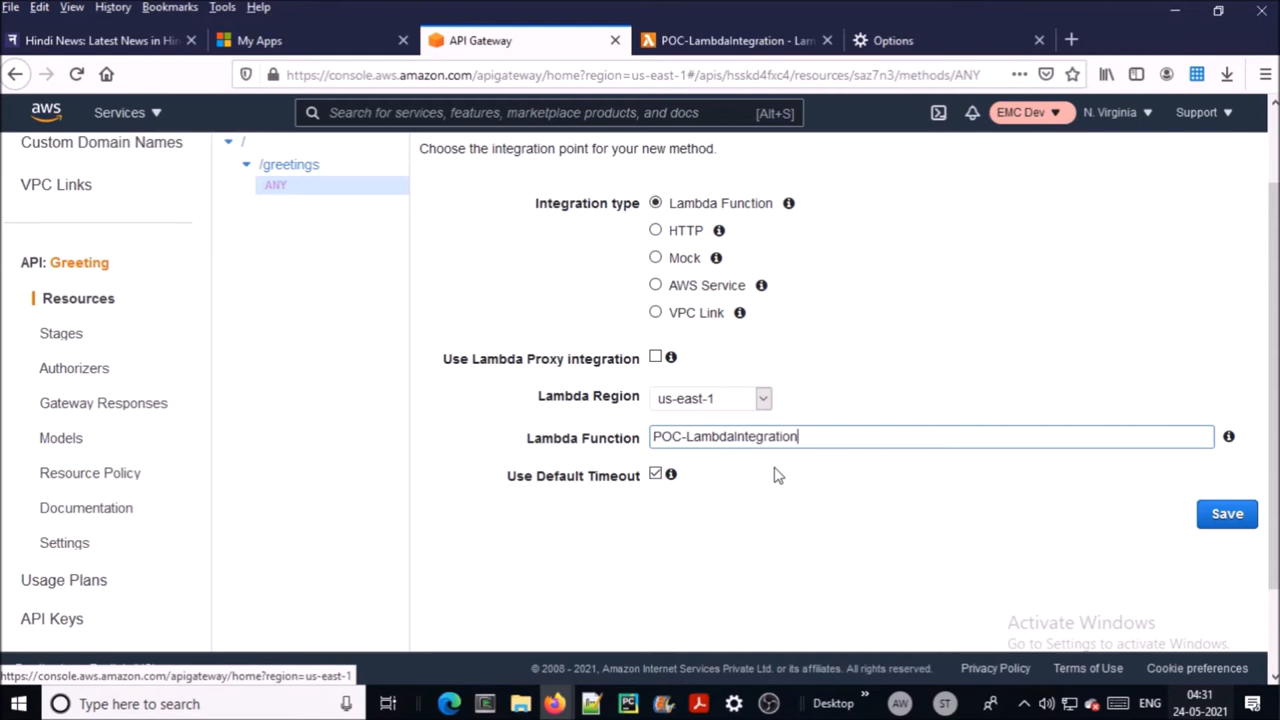 File Edit View History Bookmarks Tools Help
Hindi News: Latest News in Hin
My Apps
API Gateway
POC-LambdaIntegration - Lam
Options
https://console.aws.amazon.com/apigateway/home?region=us-east-1#/apis/hsskd4fxc4/resources/saz7n3/methods/ANY
aws Services Search for services, features, marketplace products, and docs [Alt+S] EMC Dev N. Virginia Support
Custom Domain Names
VPC Links
API: Greeting
Resources
Stages
Authorizers
Gateway Responses
Models
Resource Policy
Documentation
Settings
Usage Plans
API Keys
/
/greetings
ANY
Choose the integration point for your new method.
Integration type Lambda Function
HTTP
Mock
AWS Service
VPC Link
Use Lambda Proxy integration
Lambda Region us-east-1
Lambda Function POC-LambdaIntegration
Use Default Timeout
Save
Activate Windows
Go to Settings to activate Windows.
https://console.aws.amazon.com/apigateway/home?region=us-east-1
© 2008 - 2021, Amazon Internet Services Private Ltd. or its affiliates. All rights reserved. Privacy Policy Terms of Use Cookie preferences
Type here to search
PC
Desktop
AW
ST
ENG
04:31
24-05-2021